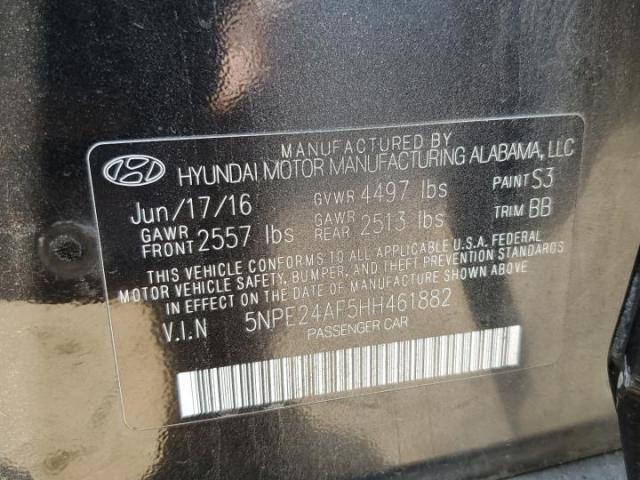 MANUFACTURED BY
HYUNDAI MOTOR MANUFACTURING ALABAMA, LLC
Jun/17/16 GVWR 4497 lbs PAINT S3
GAWR FRONT 2557 lbs GAWR REAR 2513 lbs TRIM BB
THIS VEHICLE CONFORMS TO ALL APPLICABLE U.S.A. FEDERAL
MOTOR VEHICLE SAFETY, BUMPER, AND THEFT PREVENTION STANDARDS
IN EFFECT ON THE DATE OF MANUFACTURE SHOWN ABOVE.
V.I.N 5NPE24AF5HH461882
PASSENGER CAR